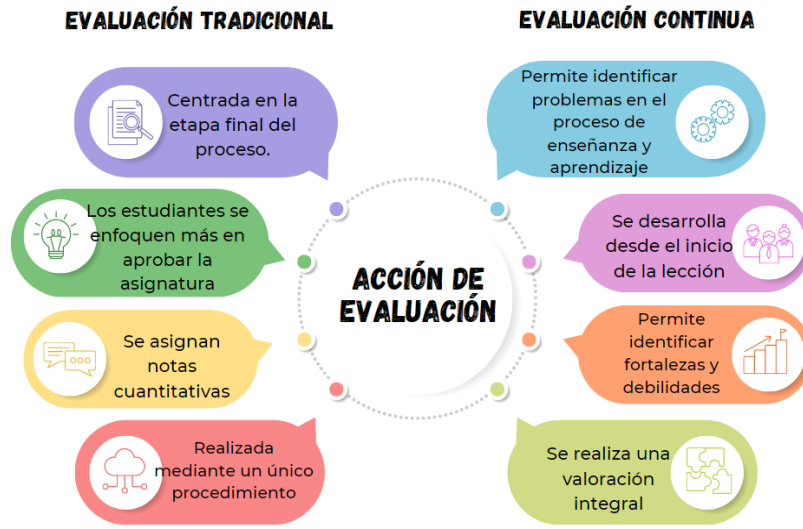 EVALUACIÓN TRADICIONAL
EVALUACIÓN CONTINUA
Centrada en la
etapa final del
proceso.
Los estudiantes se
enfoquen más en
aprobar la
asignatura
Se asignan
notas
cuantitativas
Realizada
mediante un único
procedimiento
ACCIÓN DE
EVALUACIÓN
Permite identificar
problemas en el
proceso de
enseñanza y
aprendizaje
Se desarrolla
desde el inicio
de la lección
Permite
identificar
fortalezas y
debilidades
Se realiza una
valoración
integral